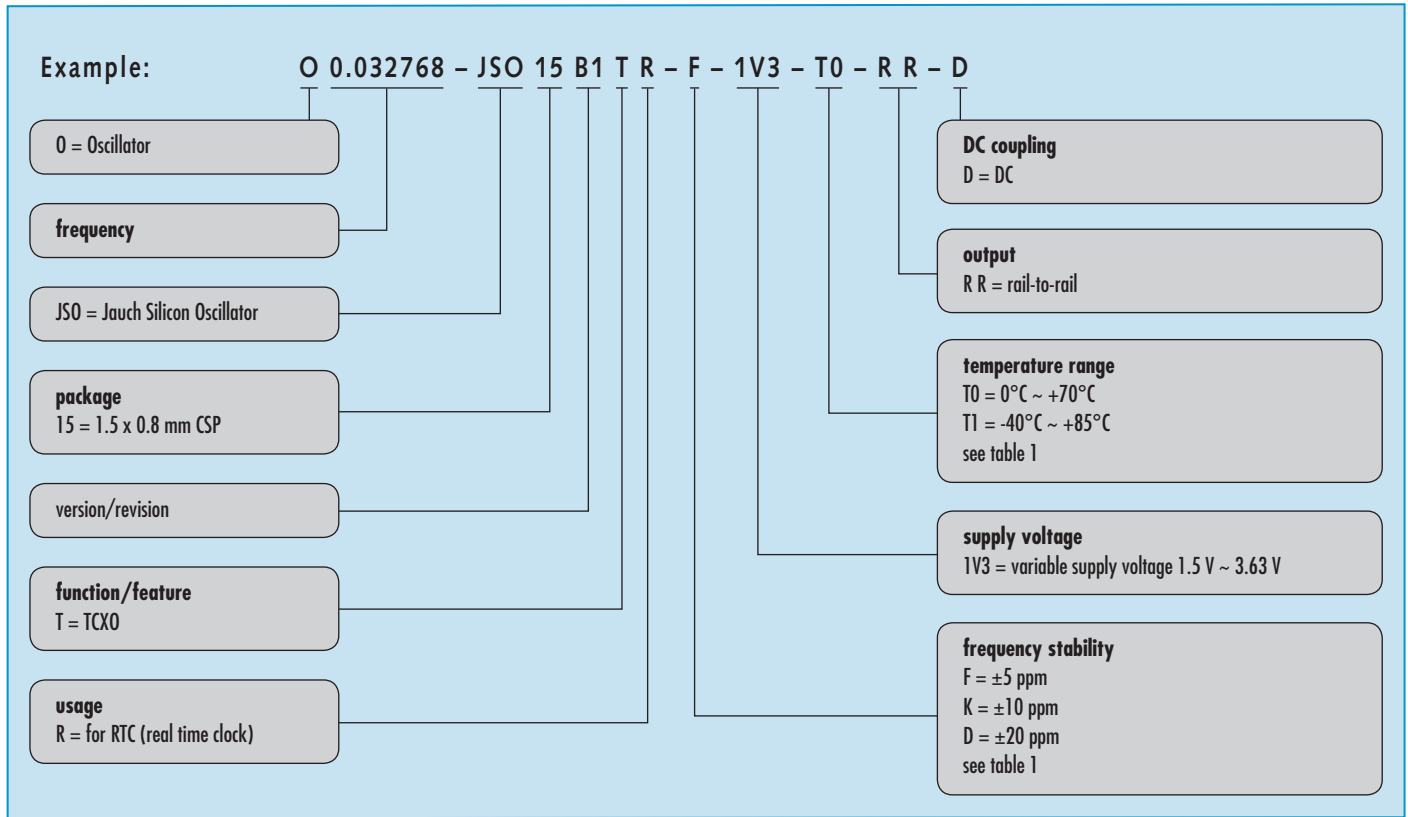 Example: O 0.032768 – JSO 15 B1 T R – F – 1V3 – T0 – R R – D
O = Oscillator
frequency
JSO = Jauch Silicon Oscillator
package
15 = 1.5 x 0.8 mm CSP
version/revision
function/feature
T = TCXO
usage
R = for RTC (real time clock)
DC coupling
D = DC
output
R R = rail-to-rail
temperature range
T0 = 0°C ~ +70°C
T1 = -40°C ~ +85°C
see table 1
supply voltage
1V3 = variable supply voltage 1.5 V ~ 3.63 V
frequency stability
F = ±5 ppm
K = ±10 ppm
D = ±20 ppm
see table 1